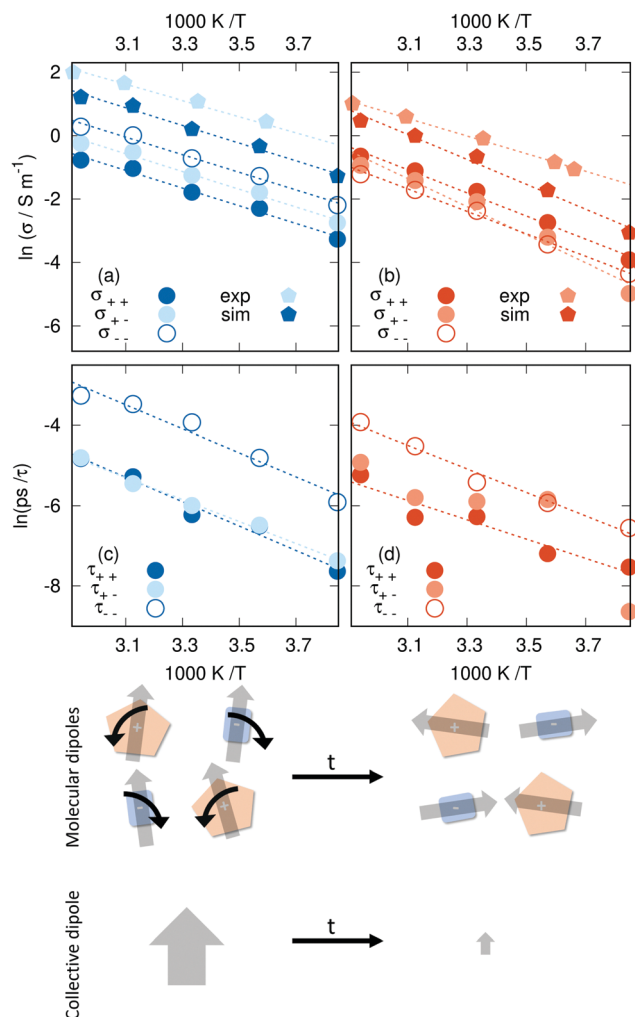 1000 K /T
1000 K /T
3.1 3.3 3.5 3.7
3.1 3.3 3.5 3.7
ln (σ / S m⁻¹)
2
0
-2
-4
-6
(a)
σ₊₊
σ₊₋
σ₋₋
exp
sim
(b)
σ₊₊
σ₊₋
σ₋₋
exp
sim
ln(ps /τ)
-4
-6
-8
(c)
τ₊₊
τ₊₋
τ₋₋
(d)
τ₊₊
τ₊₋
τ₋₋
3.1 3.3 3.5 3.7
3.1 3.3 3.5 3.7
1000 K /T
1000 K /T
Molecular dipoles
+
-
-
+
t
+
-
-
+
Collective dipole
t